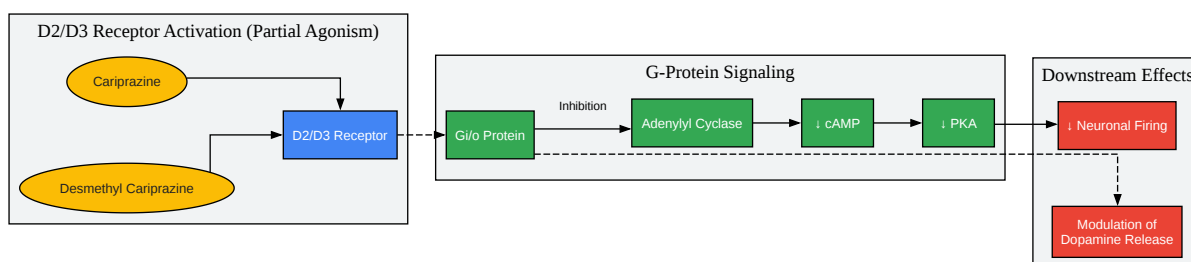 D2/D3 Receptor Activation (Partial Agonism)
Cariprazine
D2/D3 Receptor
Desmethyl Cariprazine
G-Protein Signaling
Gi/o Protein
Inhibition
Adenylyl Cyclase
↓ cAMP
↓ PKA
Downstream Effects
↓ Neuronal Firing
Modulation of
Dopamine Release